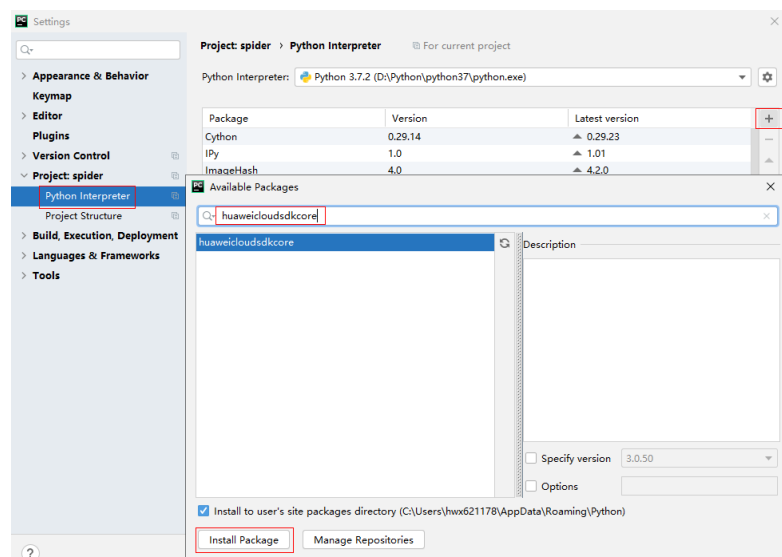 PC Settings
Project: spider › Python Interpreter For current project
Appearance & Behavior
Keymap
Editor
Plugins
Version Control
Project: spider
Python Interpreter
Project Structure
Build, Execution, Deployment
Languages & Frameworks
Tools
?
Python Interpreter: Python 3.7.2 (D:\Python\python37\python.exe)
Package Version Latest version
Cython 0.29.14 0.29.23
IPy 1.0 1.01
ImageHash 4.0 4.2.0
PC Available Packages
huaweicloudsdkcore
huaweicloudsdkcore
Description
Specify version 3.0.50
Options
Install to user's site packages directory (C:\Users\hwx621178\AppData\Roaming\Python)
Install Package Manage Repositories